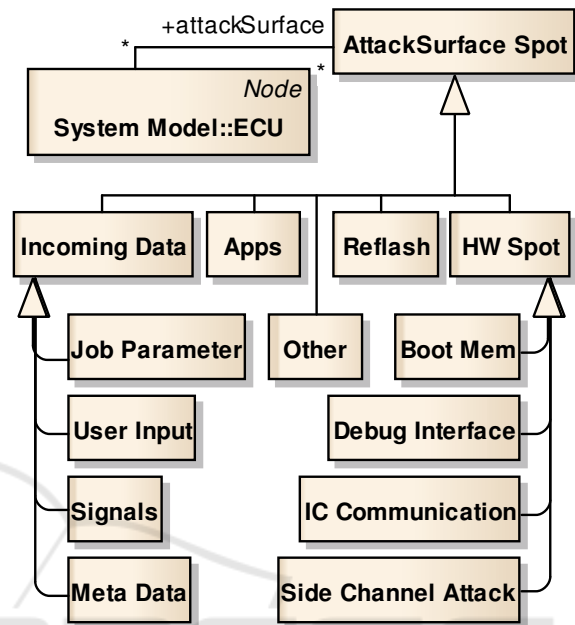 +attackSurface
AttackSurface Spot
*
*
Node
System Model::ECU
Incoming Data
Apps
Reflash
HW Spot
Job Parameter
Other
Boot Mem
User Input
Debug Interface
Signals
IC Communication
Meta Data
Side Channel Attack